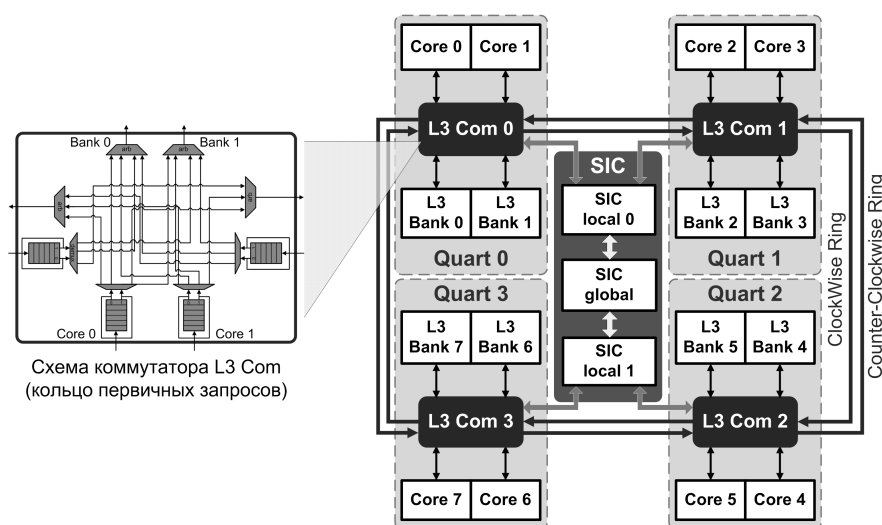 Bank 0
Bank 1
arb
arb
arb
arb
demux
Core 0
Core 1
Схема коммутатора L3 Com
(кольцо первичных запросов)
Core 0
Core 1
L3 Com 0
L3
Bank 0
L3
Bank 1
Quart 0
Core 2
Core 3
L3 Com 1
L3
Bank 2
L3
Bank 3
Quart 1
SIC
SIC
local 0
SIC
global
SIC
local 1
Quart 3
L3
Bank 7
L3
Bank 6
L3 Com 3
Core 7
Core 6
Quart 2
L3
Bank 5
L3
Bank 4
L3 Com 2
Core 5
Core 4
ClockWise Ring
Counter-Clockwise Ring